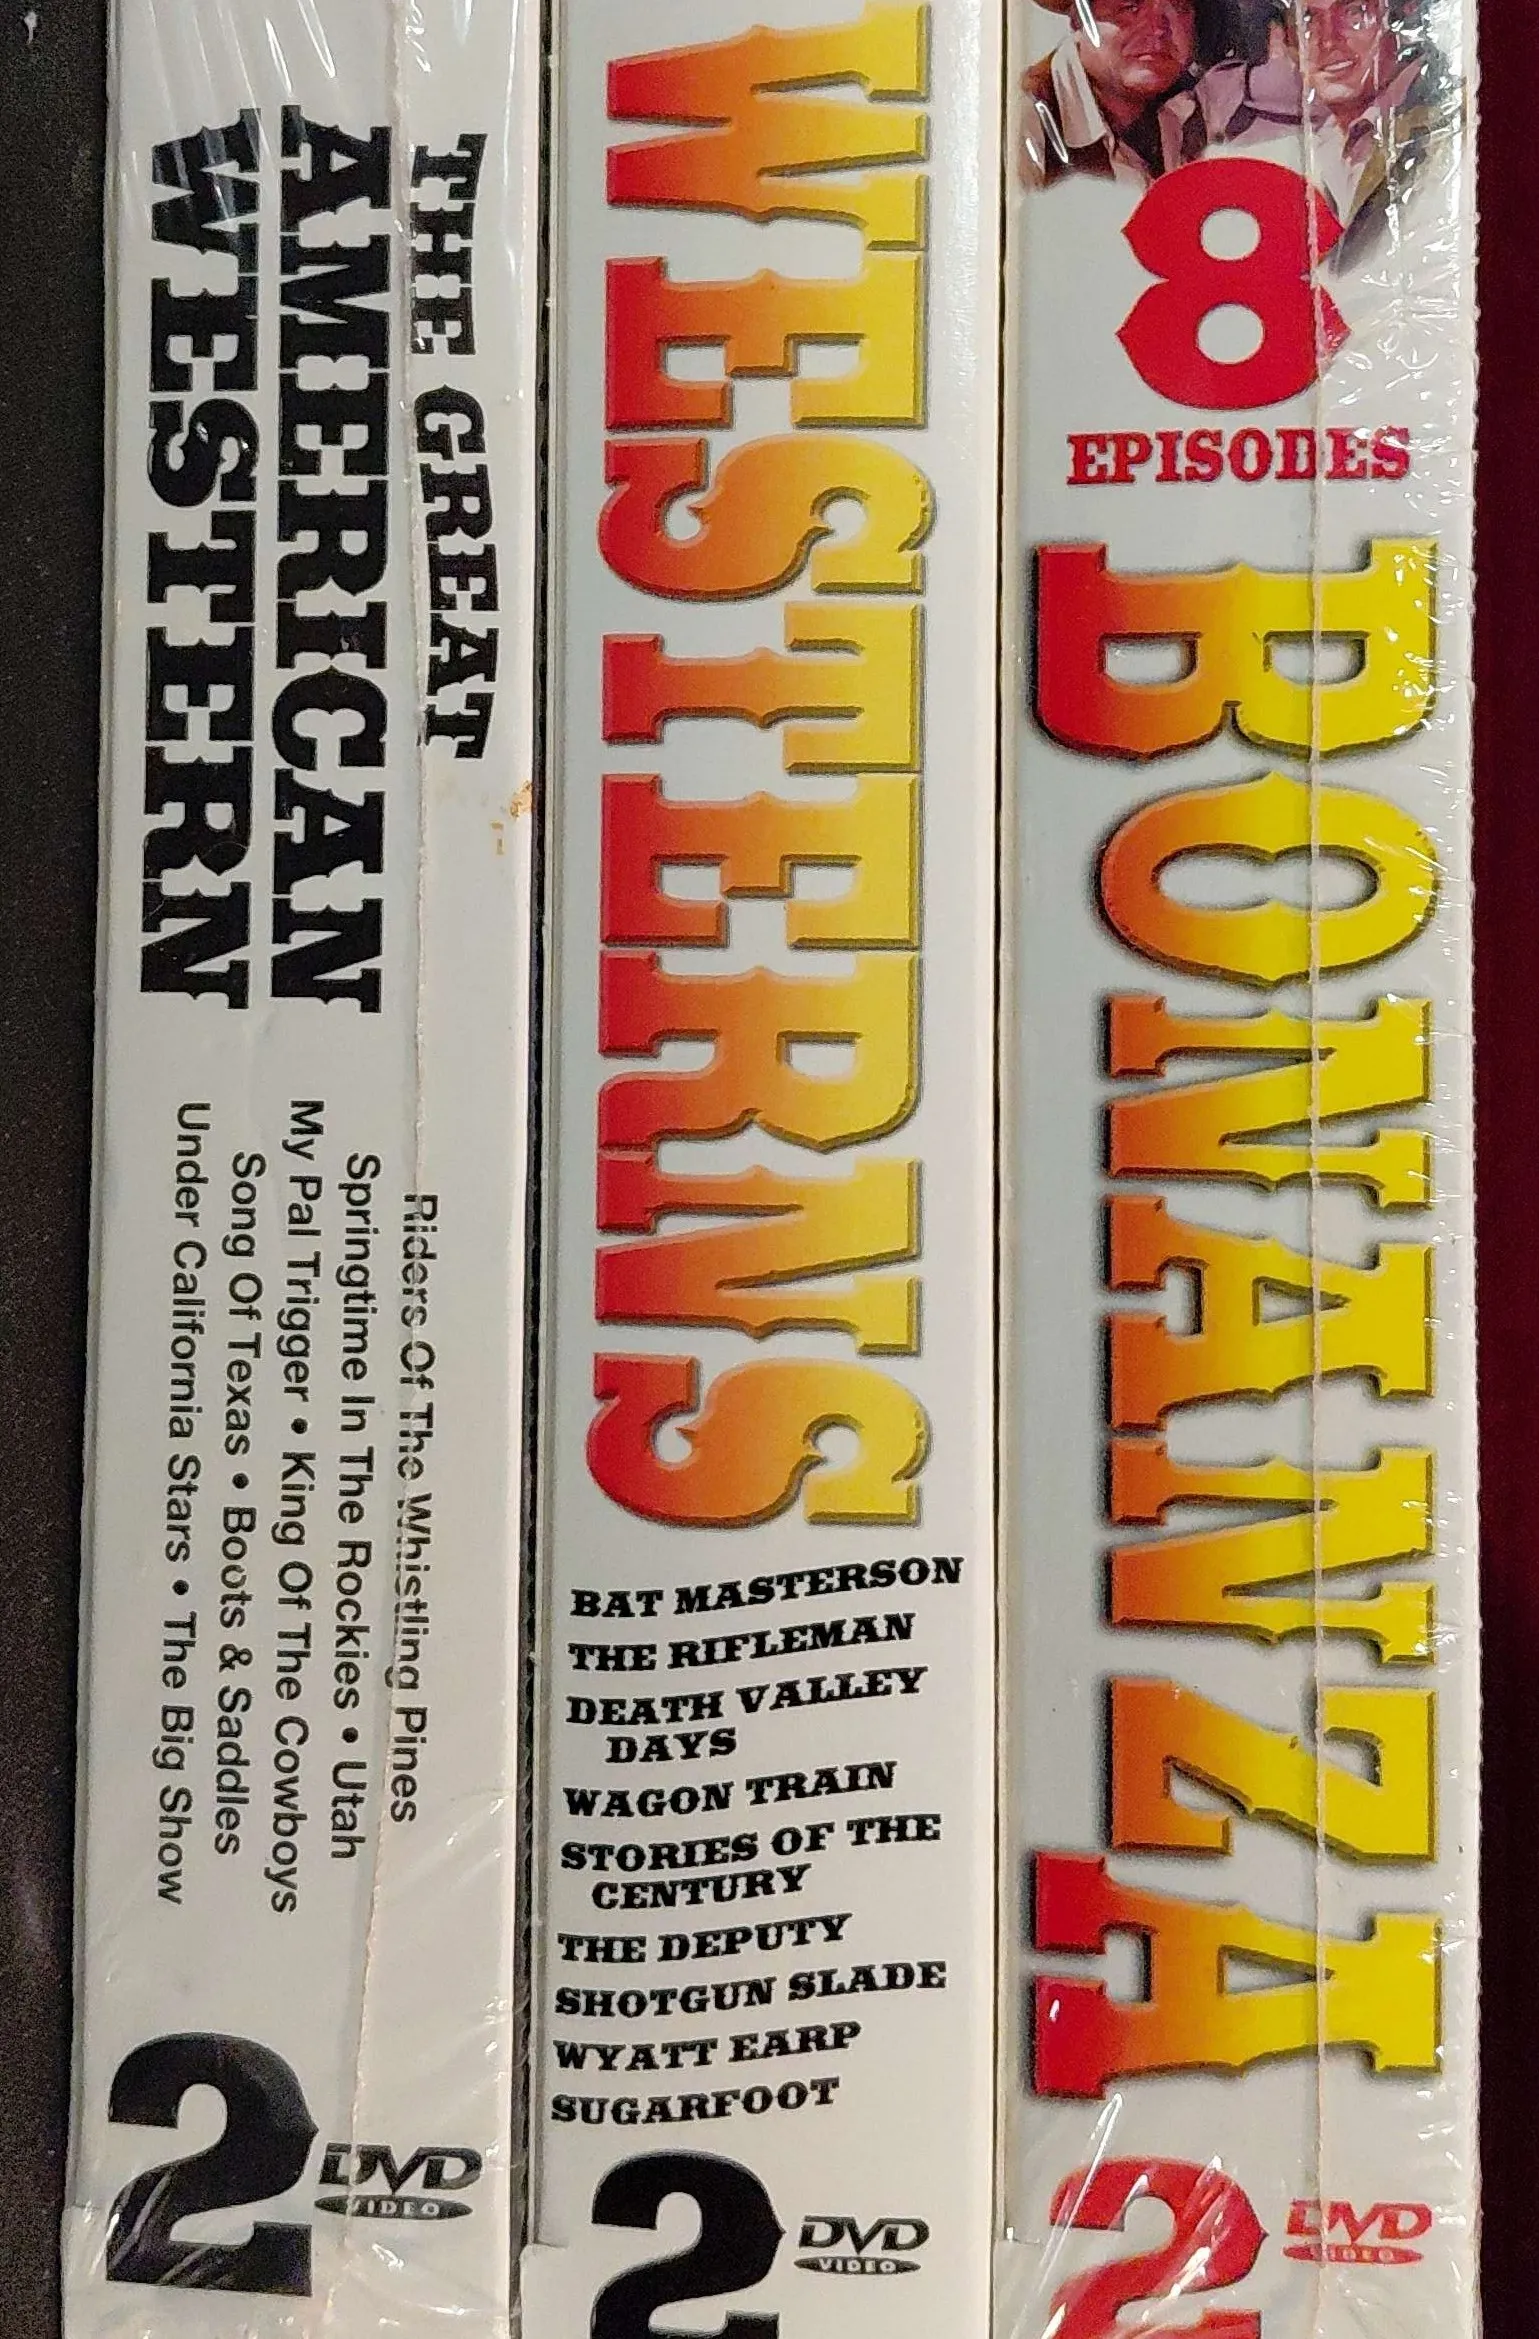 THE GREAT
AMERICAN
WESTERN
Riders Of The Whistling Pines
Springtime In The Rockies • Utah
My Pal Trigger • King Of The Cowboys
Song Of Texas • Boots & Saddles
Under California Stars • The Big Show
2
DVD
VIDEO
WESTERNS
BAT MASTERSON
THE RIFLEMAN
DEATH VALLEY
DAYS
WAGON TRAIN
STORIES OF THE
CENTURY
THE DEPUTY
SHOTGUN SLADE
WYATT EARP
SUGARFOOT
2
DVD
VIDEO
8
EPISODES
BONANZA
2
DVD
VIDEO